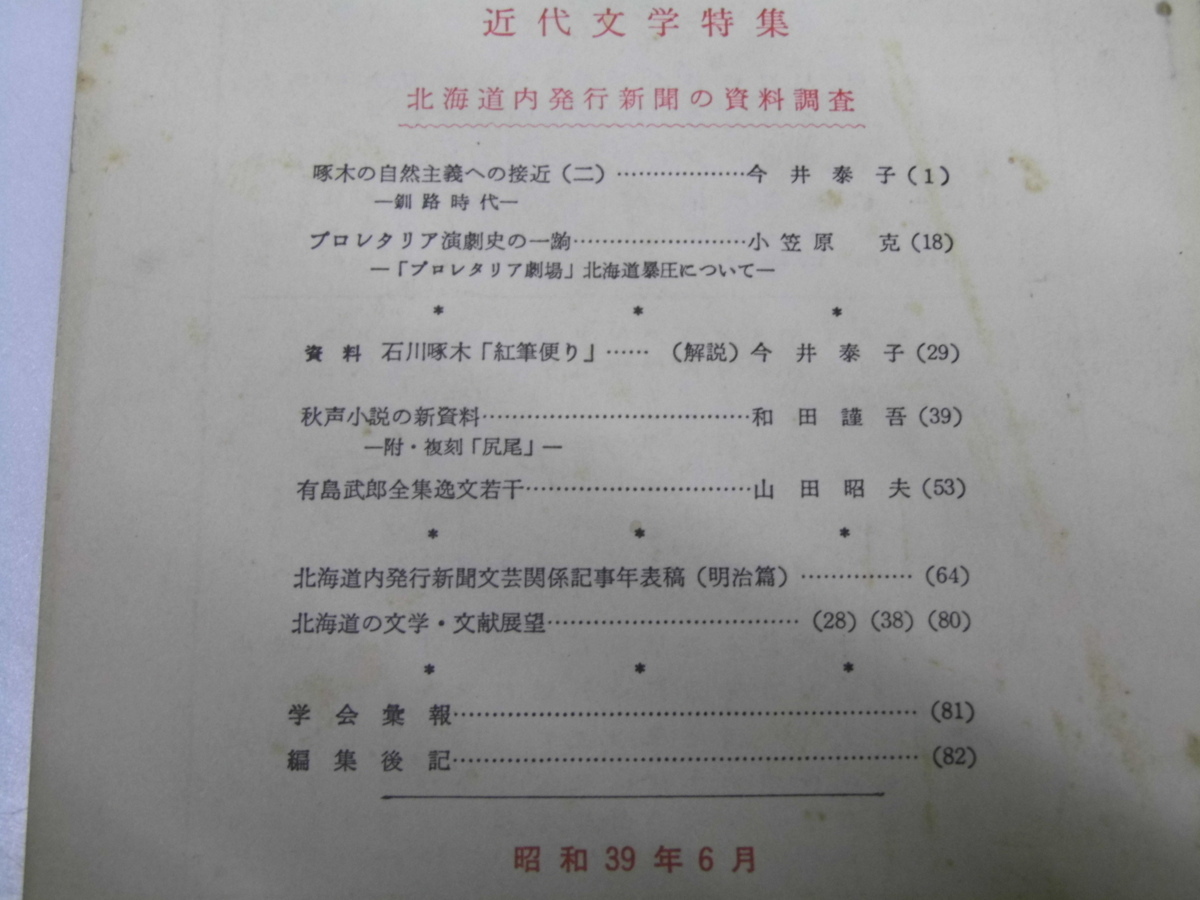 近代文学特集
北海道内発行新聞の資料調査
啄木の自然主義への接近（二）………………今井泰子（1）
―釧路時代―
プロレタリア演劇史の一齣……………………小笠原 克（18）
―「プロレタリア劇場」北海道暴圧について―
* * *
資料 石川啄木「紅筆便り」……（解説）今井泰子（29）
秋声小説の新資料………………………………和田謹吾（39）
―附・複刻「尻尾」―
有島武郎全集逸文若干…………………………山田昭夫（53）
* * *
北海道内発行新聞文芸関係記事年表稿（明治篇）……………（64）
北海道の文学・文献展望……………………………（28）（38）（80）
* * *
学会彙報……………………………………………………（81）
編集後記……………………………………………………（82）
昭和39年6月